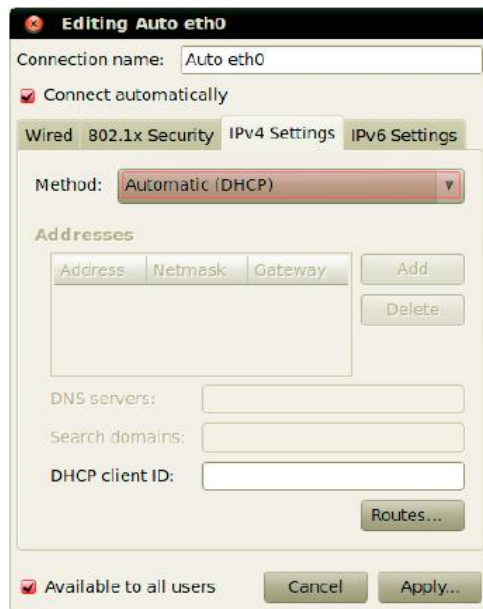 Editing Auto eth0
Connection name: Auto eth0
Connect automatically
Wired 802.1x Security IPv4 Settings IPv6 Settings
Method: Automatic (DHCP)
Addresses
Address Netmask Gateway Add
Delete
DNS servers:
Search domains:
DHCP client ID:
Routes...
Available to all users Cancel Apply...